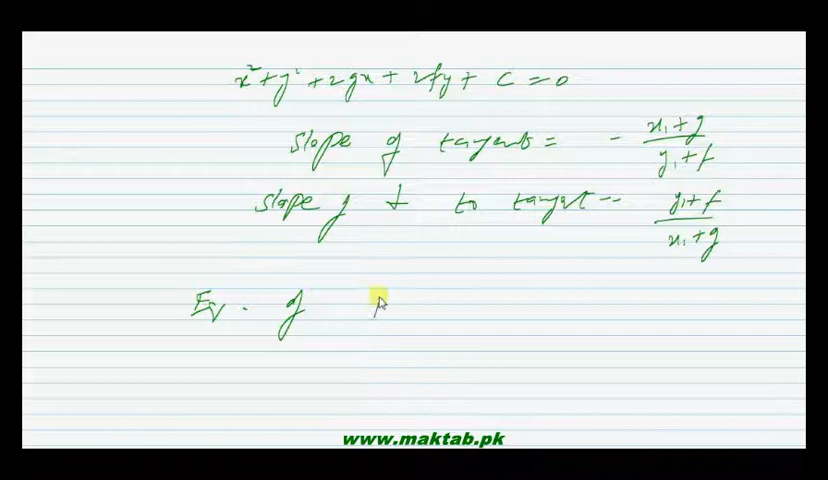 x² + y² + 2gx + 2fy + c = 0
slope of tangent = - x₁+g / y₁+f
slope of ⊥ to tangent = y₁+f / x₁+g
Eq. of
www.maktab.pk